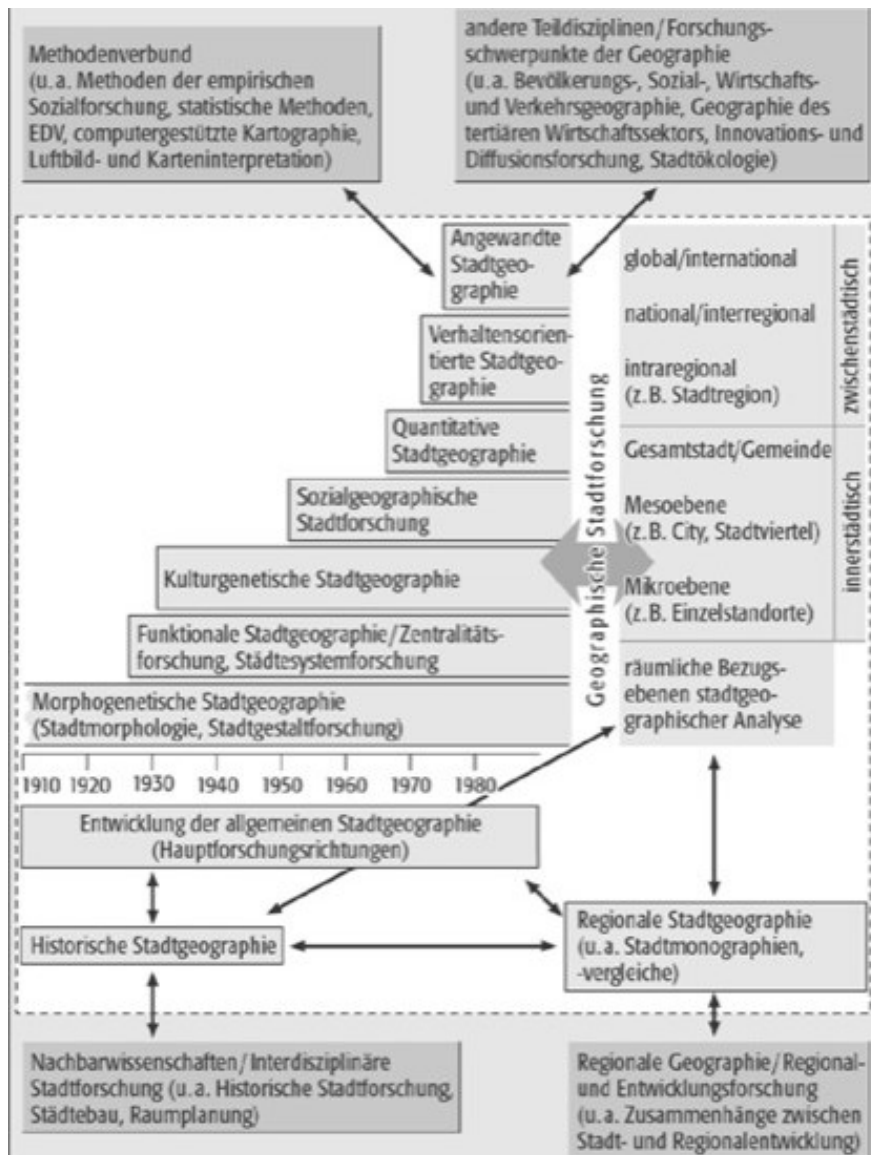 Methodenverbund
(u. a. Methoden der empirischen
Sozialforschung, statistische Methoden,
EDV, computergestützte Kartographie,
Luftbild- und Karteninterpretation)
andere Teildisziplinen/Forschungs-
schwerpunkte der Geographie
(u. a. Bevölkerungs-, Sozial-, Wirtschafts-
und Verkehrsgeographie, Geographie des
tertiären Wirtschaftssektors, Innovations- und
Diffusionsforschung, Stadtökologie)
Angewandte
Stadtgeo-
graphie
Verhaltensorien-
tierte Stadtgeo-
graphie
Quantitative
Stadtgeographie
Sozialgeographische
Stadtforschung
Kulturgenetische Stadtgeographie
Funktionale Stadtgeographie/Zentralitäts-
forschung, Städtesystemforschung
Morphogenetische Stadtgeographie
(Stadtmorphologie, Stadtgestaltforschung)
Geographische Stadtforschung
global/international
national/interregional
intraregional
(z. B. Stadtregion)
zwischenstädtisch
Gesamtstadt/Gemeinde
Mesoebene
(z. B. City, Stadtviertel)
Mikroebene
(z. B. Einzelstandorte)
innerstädtisch
räumliche Bezugs-
ebenen stadtgeo-
graphischer Analyse
1910 1920 1930 1940 1950 1960 1970 1980
Entwicklung der allgemeinen Stadtgeographie
(Hauptforschungsrichtungen)
Historische Stadtgeographie
Regionale Stadtgeographie
(u. a. Stadtmonographien,
-vergleiche)
Nachbarwissenschaften/Interdisziplinäre
Stadtforschung (u. a. Historische Stadtforschung,
Städtebau, Raumplanung)
Regionale Geographie/Regional-
und Entwicklungsforschung
(u. a. Zusammenhänge zwischen
Stadt- und Regionalentwicklung)